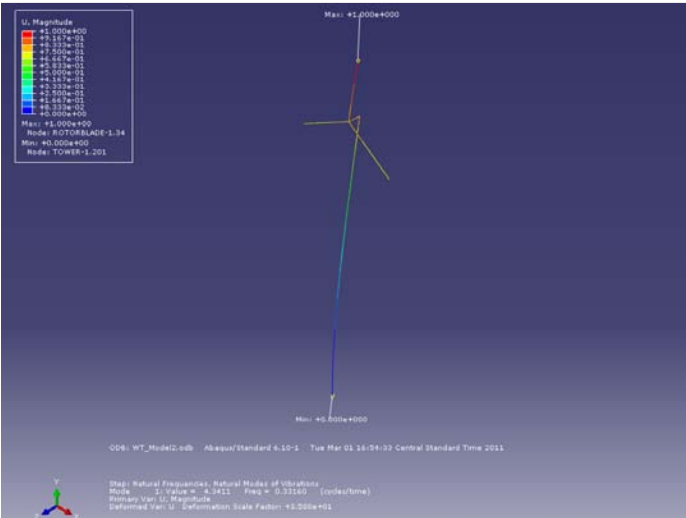 Max: +1.000e+000
U, Magnitude
+1.000e+00
+9.167e-01
+8.333e-01
+7.500e-01
+6.667e-01
+5.833e-01
+5.000e-01
+4.167e-01
+3.333e-01
+2.500e-01
+1.667e-01
+8.333e-02
+0.000e+00
Max: +1.000e+00
Node: ROTORBLADE-1.34
Min: +0.000e+00
Node: TOWER-1.201
Min: +0.000e+000
ODB: WT_Model2.odb Abaqus/Standard 6.10-1 Tue Mar 01 16:54:33 Central Standard Time 2011
Y
Step: Natural Frequencies, Natural Modes of Vibrations
Mode 1: Value = 4.3411 Freq = 0.33160 (cycles/time)
Primary Var: U, Magnitude
Deformed Var: U Deformation Scale Factor: +5.500e+01
Z X